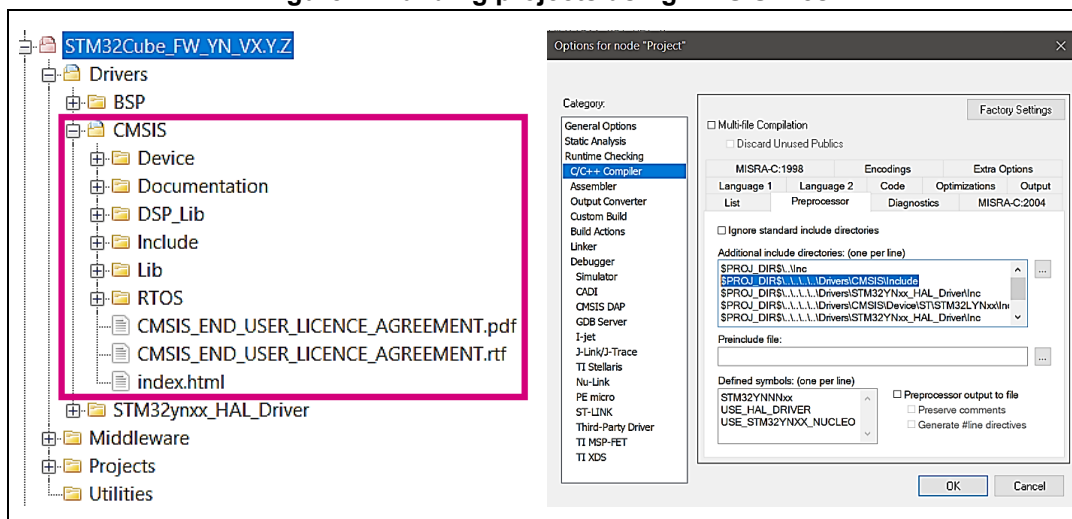 STM32Cube_FW_YN_VX.Y.Z
Drivers
BSP
CMSIS
Device
Documentation
DSP_Lib
Include
Lib
RTOS
CMSIS_END_USER_LICENCE_AGREEMENT.pdf
CMSIS_END_USER_LICENCE_AGREEMENT.rtf
index.html
STM32ynxx_HAL_Driver
Middleware
Projects
Utilities
Options for node "Project"
Category:
General Options
Static Analysis
Runtime Checking
C/C++ Compiler
Assembler
Output Converter
Custom Build
Build Actions
Linker
Debugger
Simulator
CADI
CMSIS DAP
GDB Server
I-jet
J-Link/J-Trace
TI Stellaris
Nu-Link
PE micro
ST-LINK
Third-Party Driver
TI MSP-FET
TI XDS
Factory Settings
Multi-file Compilation
Discard Unused Publics
MISRA-C:1998 Encodings Extra Options
Language 1 Language 2 Code Optimizations Output
List Preprocessor Diagnostics MISRA-C:2004
Ignore standard include directories
Additional include directories: (one per line)
$PROJ_DIR$\..\Inc
$PROJ_DIR$\..\..\..\..\Drivers\CMSIS\Include
$PROJ_DIR$\..\..\..\..\Drivers\STM32YNxx_HAL_Driver\Inc
$PROJ_DIR$\..\..\..\..\Drivers\CMSIS\Device\ST\STM32LYNxx\In
$PROJ_DIR$\..\..\..\..\Drivers\STM32YNxx_HAL_Driver\Inc
...
Preinclude file:
...
Defined symbols: (one per line)
STM32YNNNxx
USE_HAL_DRIVER
USE_STM32YNXX_NUCLEO
Preprocessor output to file
Preserve comments
Generate #line directives
OK Cancel